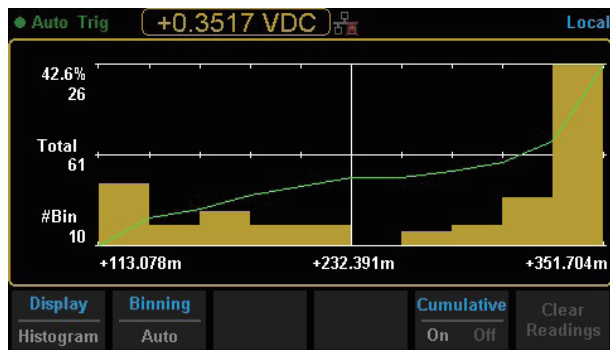 Auto Trig +0.3517 VDC Local
42.6%
26
Total
61
#Bin
10
+113.078m +232.391m +351.704m
Display Binning Cumulative Clear
Histogram Auto On Off Readings